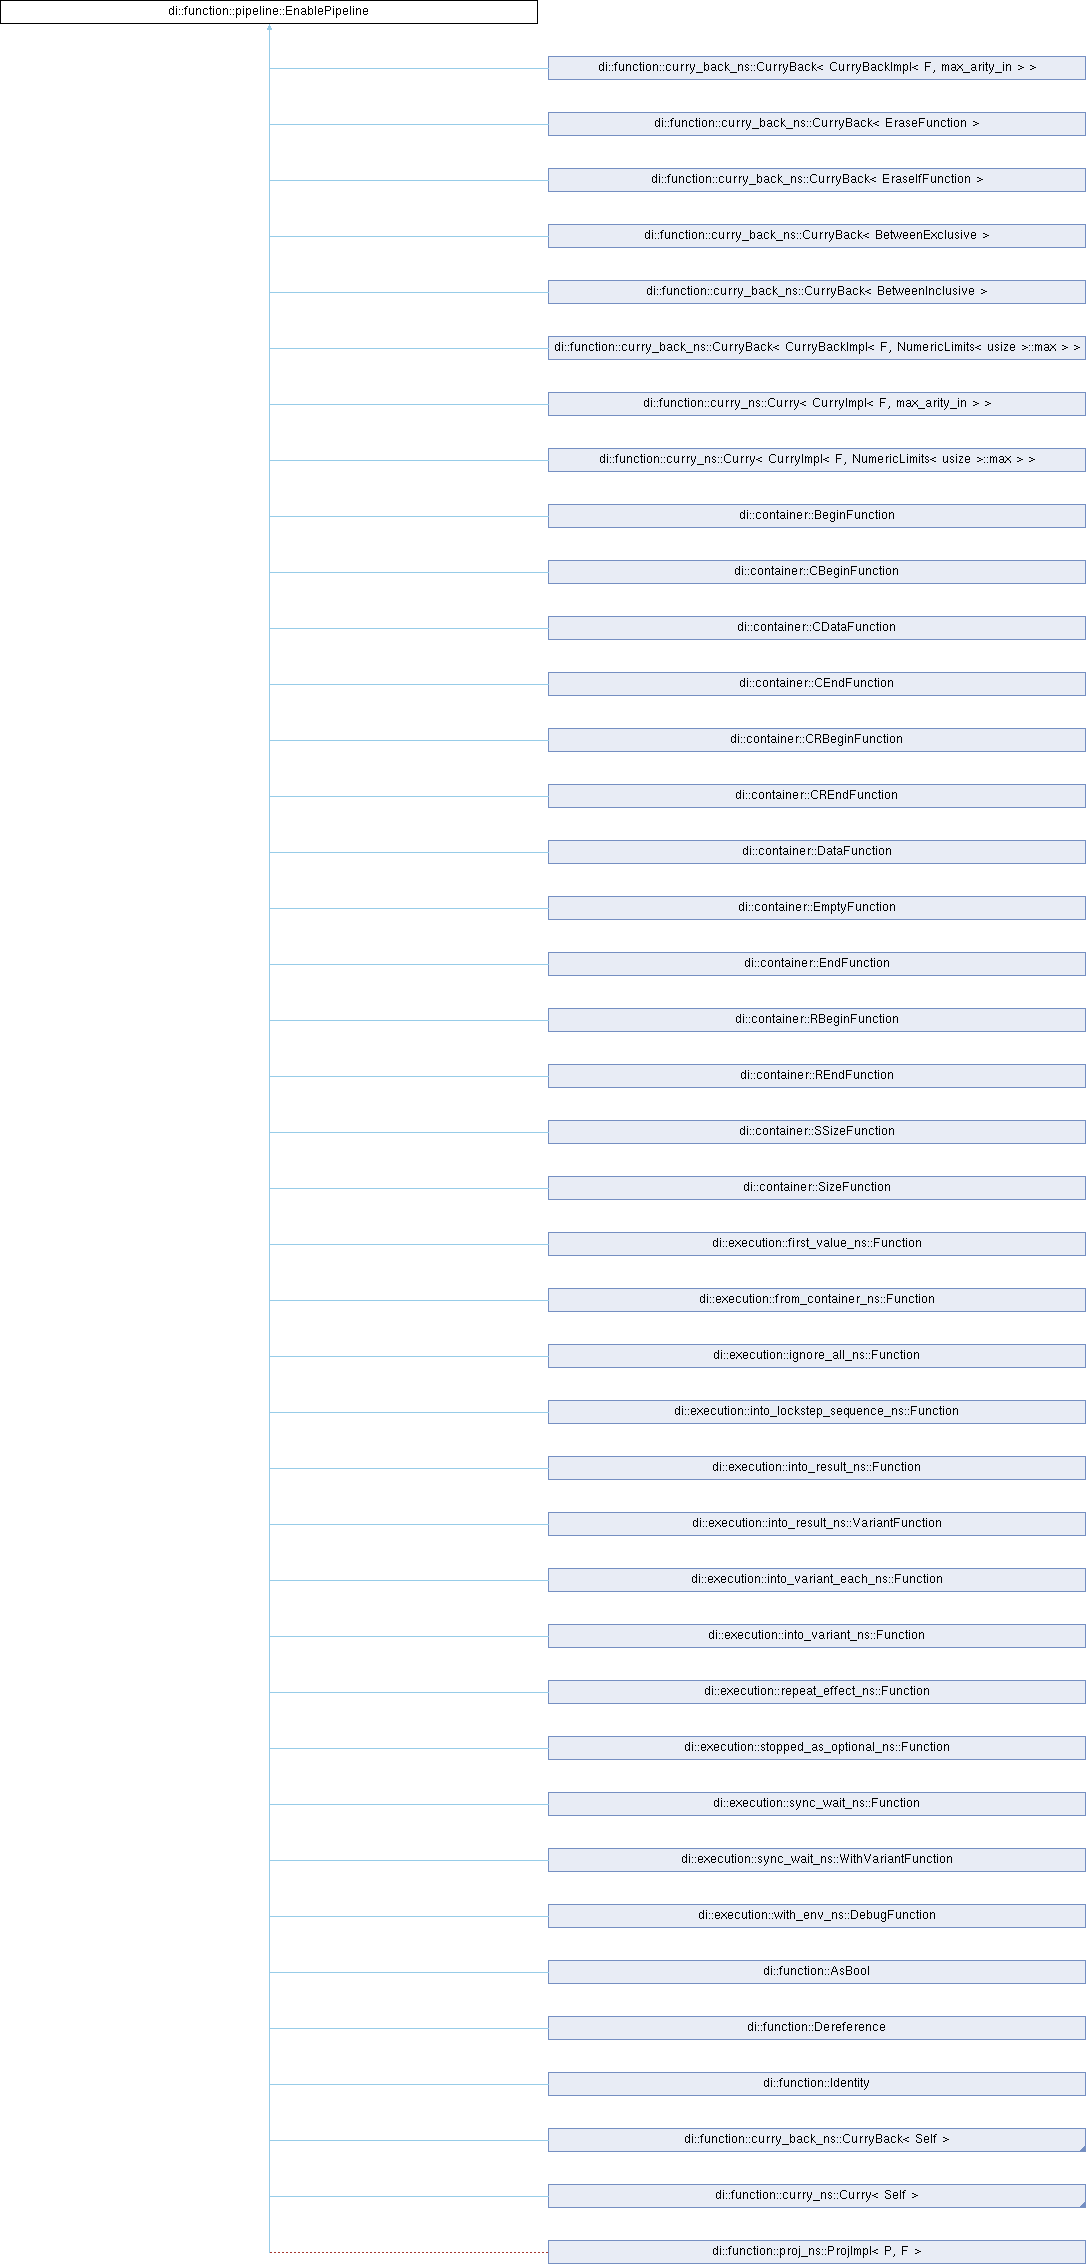 di::function::pipeline::EnablePipeline
di::function::curry_back_ns::CurryBack< CurryBackImpl< F, max_arity_in > >
di::function::curry_back_ns::CurryBack< EraseFunction >
di::function::curry_back_ns::CurryBack< EraseIfFunction >
di::function::curry_back_ns::CurryBack< BetweenExclusive >
di::function::curry_back_ns::CurryBack< BetweenInclusive >
di::function::curry_back_ns::CurryBack< CurryBackImpl< F, NumericLimits< usize >::max > >
di::function::curry_ns::Curry< CurryImpl< F, max_arity_in > >
di::function::curry_ns::Curry< CurryImpl< F, NumericLimits< usize >::max > >
di::container::BeginFunction
di::container::CBeginFunction
di::container::CDataFunction
di::container::CEndFunction
di::container::CRBeginFunction
di::container::CREndFunction
di::container::DataFunction
di::container::EmptyFunction
di::container::EndFunction
di::container::RBeginFunction
di::container::REndFunction
di::container::SSizeFunction
di::container::SizeFunction
di::execution::first_value_ns::Function
di::execution::from_container_ns::Function
di::execution::ignore_all_ns::Function
di::execution::into_lockstep_sequence_ns::Function
di::execution::into_result_ns::Function
di::execution::into_result_ns::VariantFunction
di::execution::into_variant_each_ns::Function
di::execution::into_variant_ns::Function
di::execution::repeat_effect_ns::Function
di::execution::stopped_as_optional_ns::Function
di::execution::sync_wait_ns::Function
di::execution::sync_wait_ns::WithVariantFunction
di::execution::with_env_ns::DebugFunction
di::function::AsBool
di::function::Dereference
di::function::Identity
di::function::curry_back_ns::CurryBack< Self >
di::function::curry_ns::Curry< Self >
di::function::proj_ns::ProjImpl< P, F >